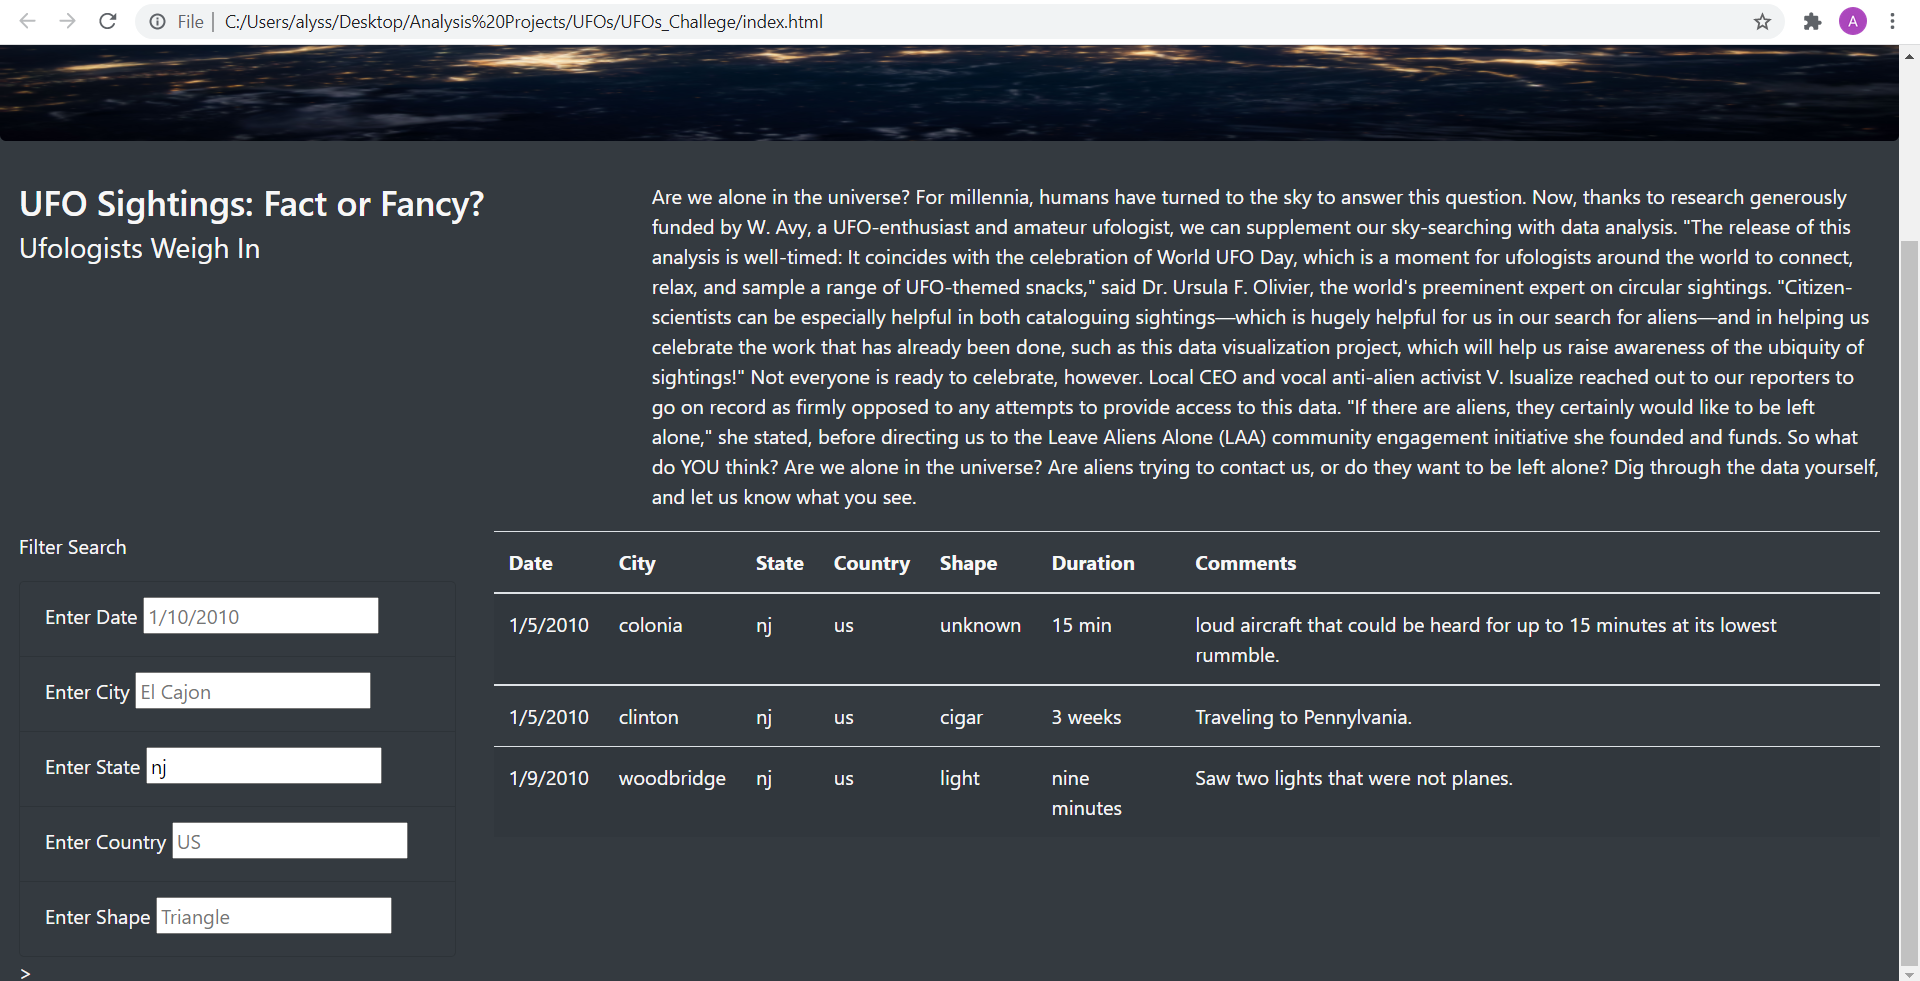 File | C:/Users/alyss/Desktop/Analysis%20Projects/UFOs/UFOs_Challege/index.html
A
UFO Sightings: Fact or Fancy?
Ufologists Weigh In
Are we alone in the universe? For millennia, humans have turned to the sky to answer this question. Now, thanks to research generously
funded by W. Avy, a UFO-enthusiast and amateur ufologist, we can supplement our sky-searching with data analysis. "The release of this
analysis is well-timed: It coincides with the celebration of World UFO Day, which is a moment for ufologists around the world to connect,
relax, and sample a range of UFO-themed snacks," said Dr. Ursula F. Olivier, the world's preeminent expert on circular sightings. "Citizen-
scientists can be especially helpful in both cataloguing sightings—which is hugely helpful for us in our search for aliens—and in helping us
celebrate the work that has already been done, such as this data visualization project, which will help us raise awareness of the ubiquity of
sightings!" Not everyone is ready to celebrate, however. Local CEO and vocal anti-alien activist V. Isualize reached out to our reporters to
go on record as firmly opposed to any attempts to provide access to this data. "If there are aliens, they certainly would like to be left
alone," she stated, before directing us to the Leave Aliens Alone (LAA) community engagement initiative she founded and funds. So what
do YOU think? Are we alone in the universe? Are aliens trying to contact us, or do they want to be left alone? Dig through the data yourself,
and let us know what you see.
Filter Search
Enter Date 1/10/2010
Enter City El Cajon
Enter State nj
Enter Country US
Enter Shape Triangle
>
Date City State Country Shape Duration Comments
1/5/2010 colonia nj us unknown 15 min loud aircraft that could be heard for up to 15 minutes at its lowest
rummble.
1/5/2010 clinton nj us cigar 3 weeks Traveling to Pennylvania.
1/9/2010 woodbridge nj us light nine Saw two lights that were not planes.
minutes